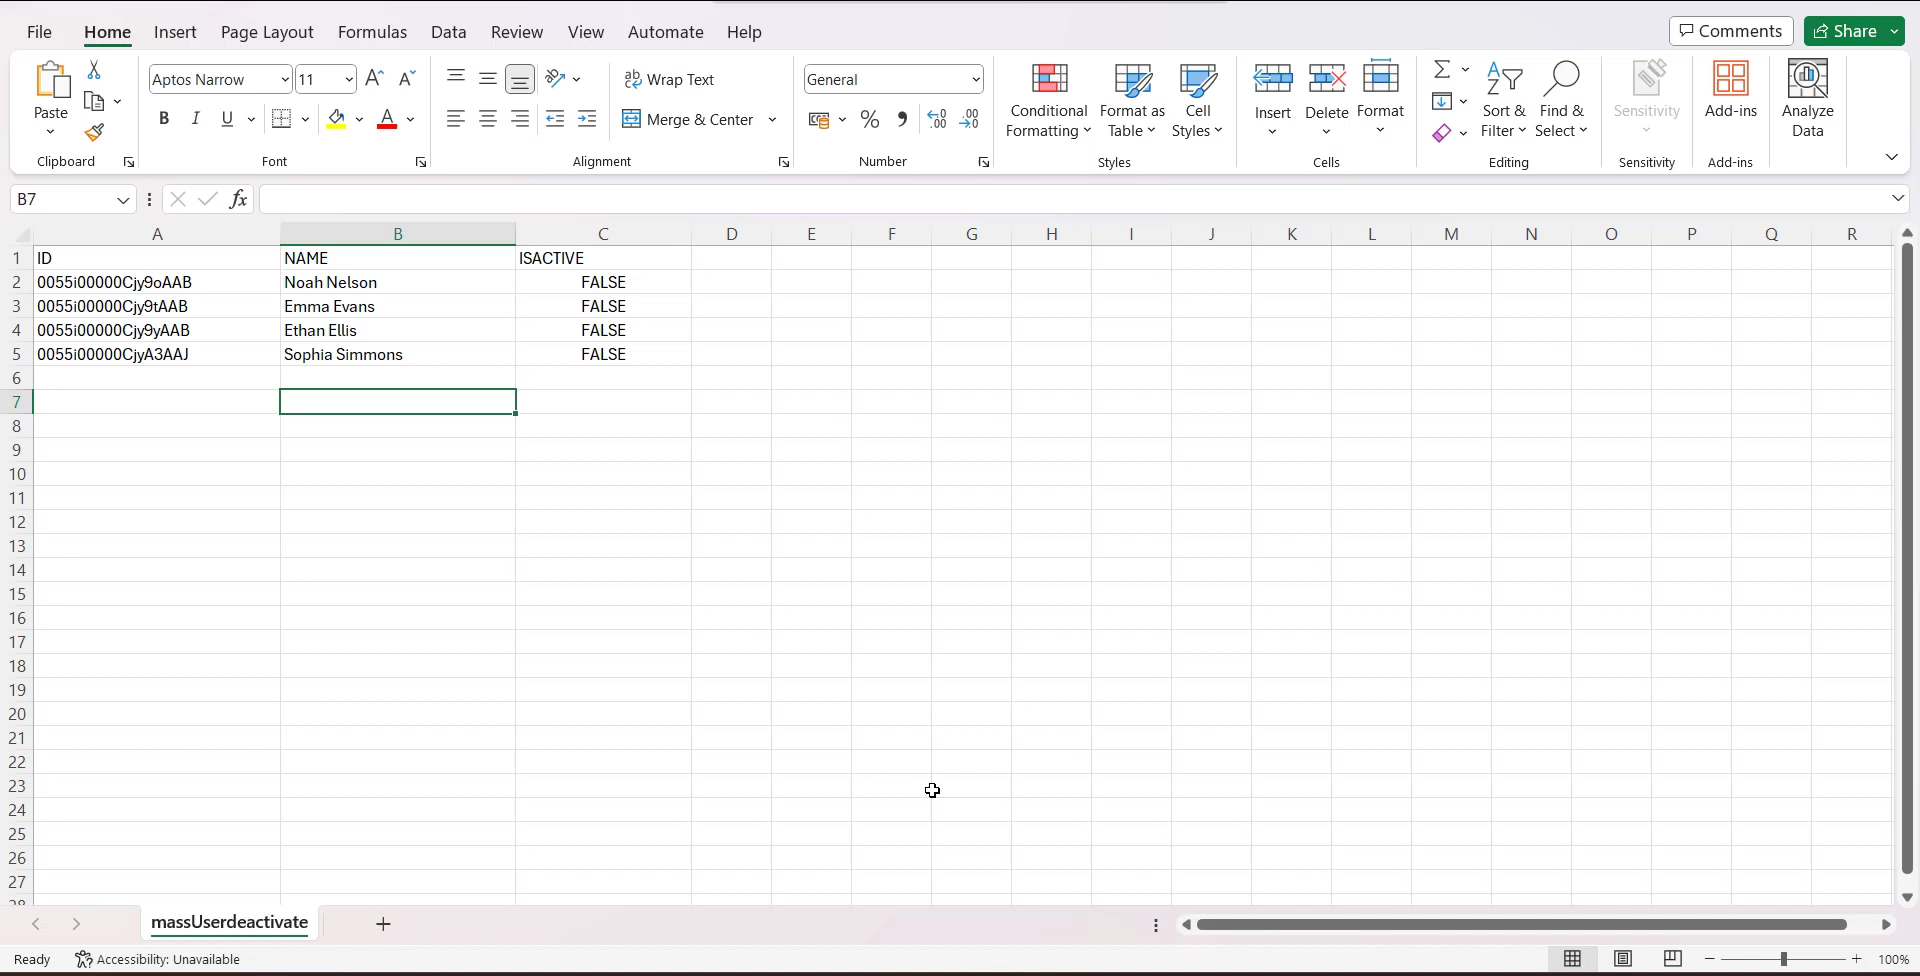 File Home Insert Page Layout Formulas Data Review View Automate Help Comments Share
Aptos Narrow 11 Wrap Text General
Paste B I U A Merge & Center % Conditional Formatting Format as Table Cell Styles Insert Delete Format Sort & Filter Find & Select Sensitivity Add-ins Analyze Data
Clipboard Font Alignment Number Styles Cells Editing Sensitivity Add-ins
B7 fx
A B C D E F G H I J K L M N O P Q R
1 ID NAME ISACTIVE
2 0055i00000Cjy9oAAB Noah Nelson FALSE
3 0055i00000Cjy9tAAB Emma Evans FALSE
4 0055i00000Cjy9yAAB Ethan Ellis FALSE
5 0055i00000CjyA3AAJ Sophia Simmons FALSE
6
7
8
9
10
11
12
13
14
15
16
17
18
19
20
21
22
23
24
25
26
27
28
massUserdeactivate
Ready Accessibility: Unavailable 100%